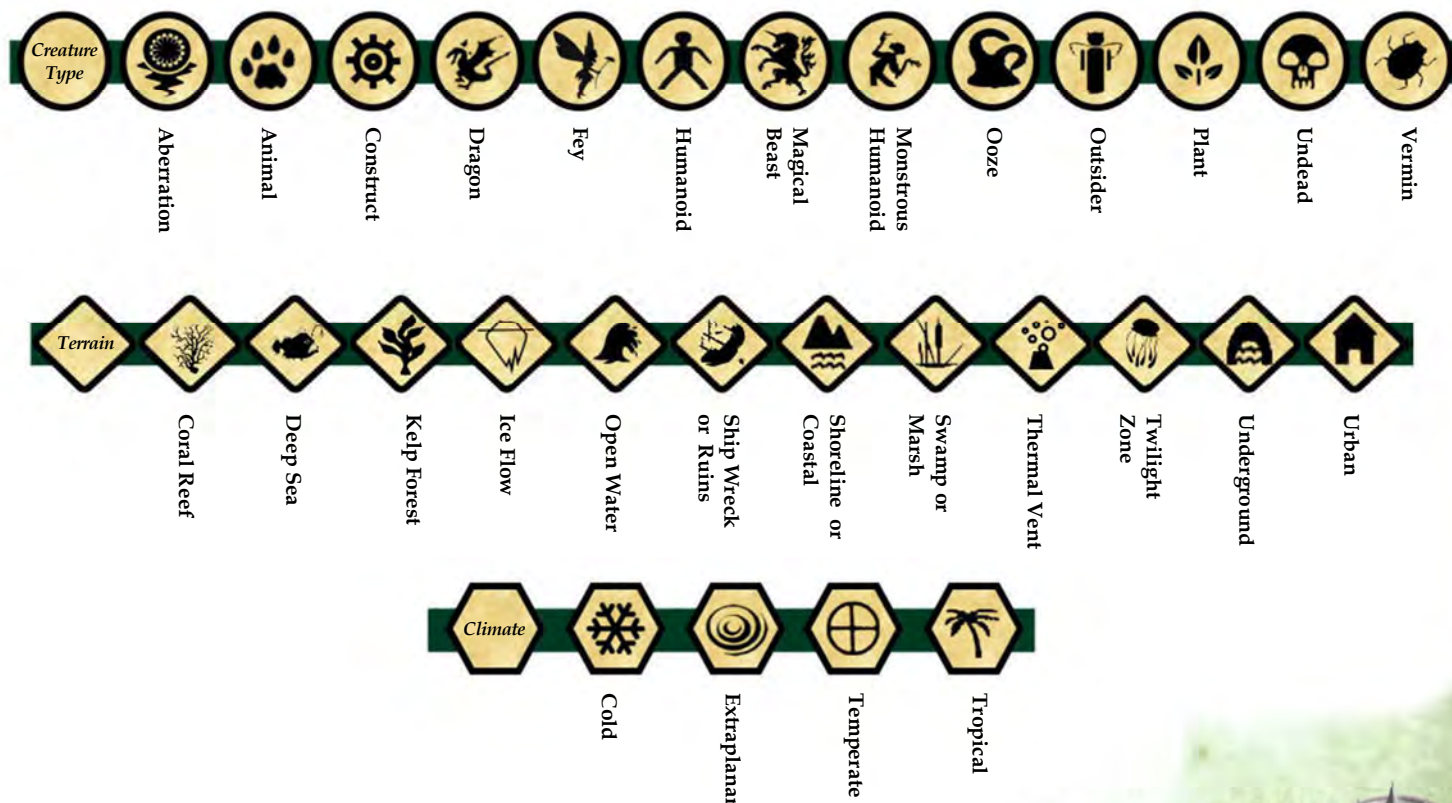 Creature
Type
Aberration
Animal
Construct
Dragon
Fey
Humanoid
Magical
Beast
Monstrous
Humanoid
Ooze
Outsider
Plant
Undead
Vermin
Terrain
Coral Reef
Deep Sea
Kelp Forest
Ice Flow
Open Water
Ship Wreck
or Ruins
Shoreline or
Coastal
Swamp or
Marsh
Thermal Vent
Twilight
Zone
Underground
Urban
Climate
Cold
Extraplanar
Temperate
Tropical